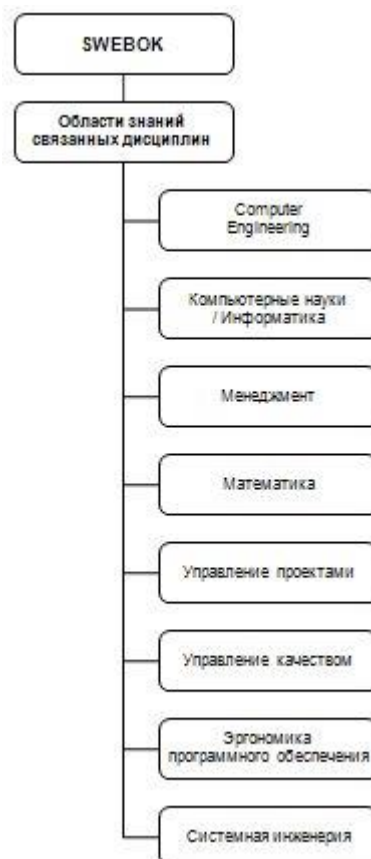 SWEBOK
Области знаний
связанных дисциплин
Computer
Engineering
Компьютерные науки
/ Информатика
Менеджмент
Математика
Управление проектами
Управление качеством
Эргономика
программного обеспечения
Системная инженерия